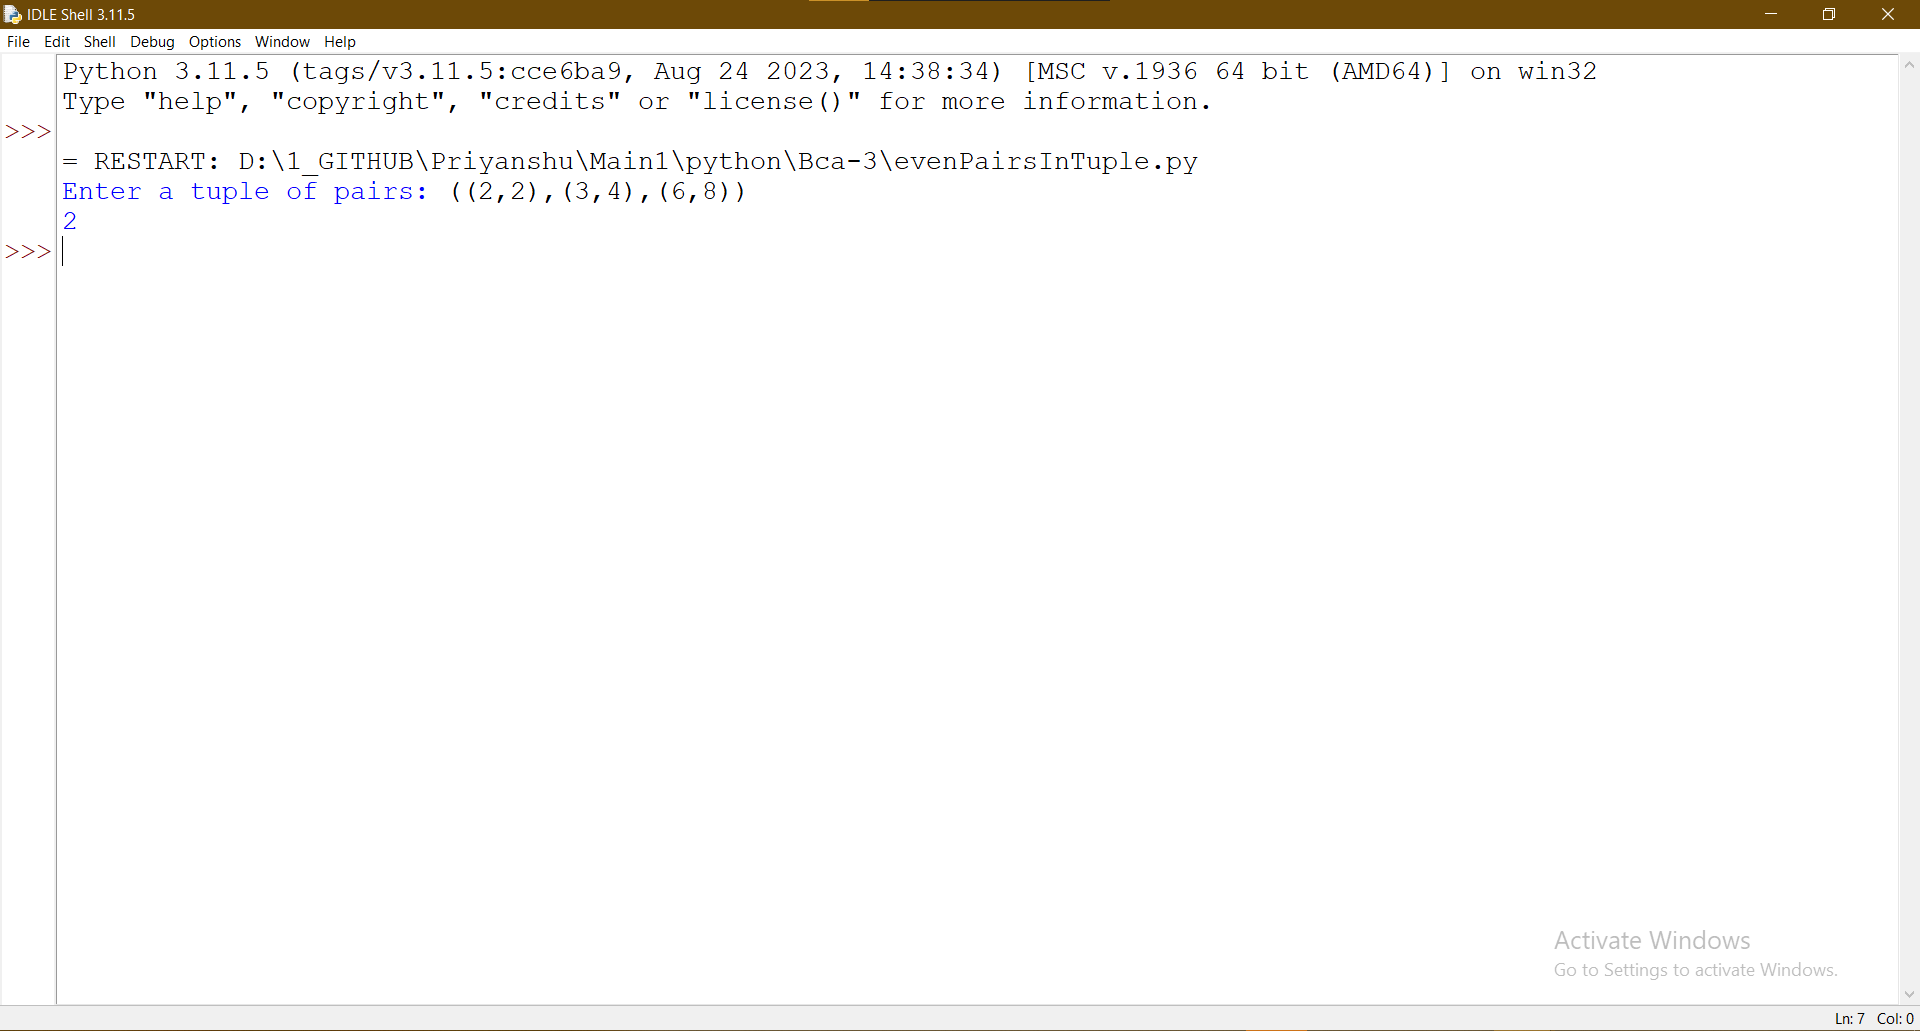 IDLE Shell 3.11.5
File Edit Shell Debug Options Window Help
Python 3.11.5 (tags/v3.11.5:cce6ba9, Aug 24 2023, 14:38:34) [MSC v.1936 64 bit (AMD64)] on win32
Type "help", "copyright", "credits" or "license()" for more information.
>>>
= RESTART: D:\1_GITHUB\Priyanshu\Main1\python\Bca-3\evenPairsInTuple.py
Enter a tuple of pairs: ((2,2),(3,4),(6,8))
2
>>>
Activate Windows
Go to Settings to activate Windows.
Ln: 7 Col: 0